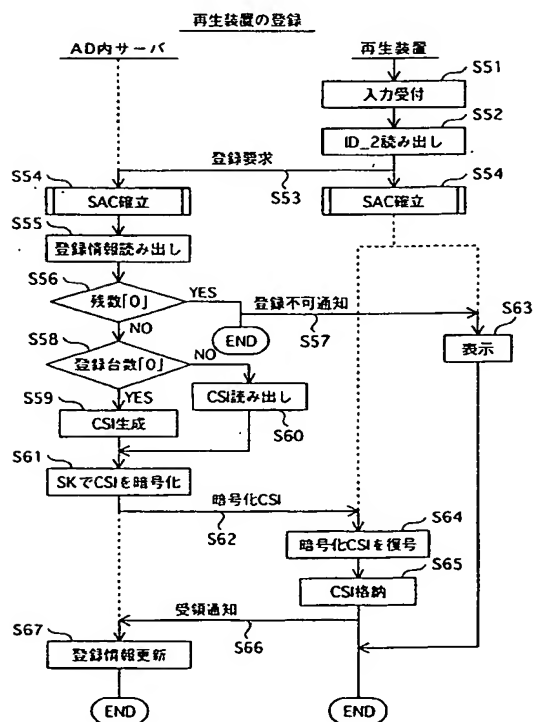 再生装置の登録
AD内サーバ
再生装置
S51
入力受付
S52
ID_2読み出し
登録要求
S53
S54
SAC確立
S54
SAC確立
S55
登録情報読み出し
S56
残数「0」
YES
登録不可通知
S57
END
S63
表示
NO
S58
登録台数「0」
NO
CSI読み出し
S60
YES
S59
CSI生成
S61
SKでCSIを暗号化
暗号化CSI
S62
S64
暗号化CSIを復号
S65
CSI格納
受領通知
S66
S67
登録情報更新
END
END